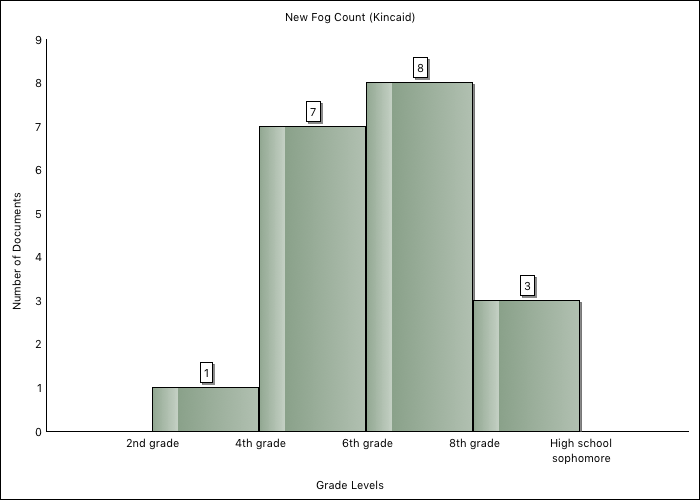 New Fog Count (Kincaid)
9
8
7
6
5
4
3
2
1
0
Number of Documents
1
7
8
3
2nd grade
4th grade
6th grade
8th grade
High school
sophomore
Grade Levels